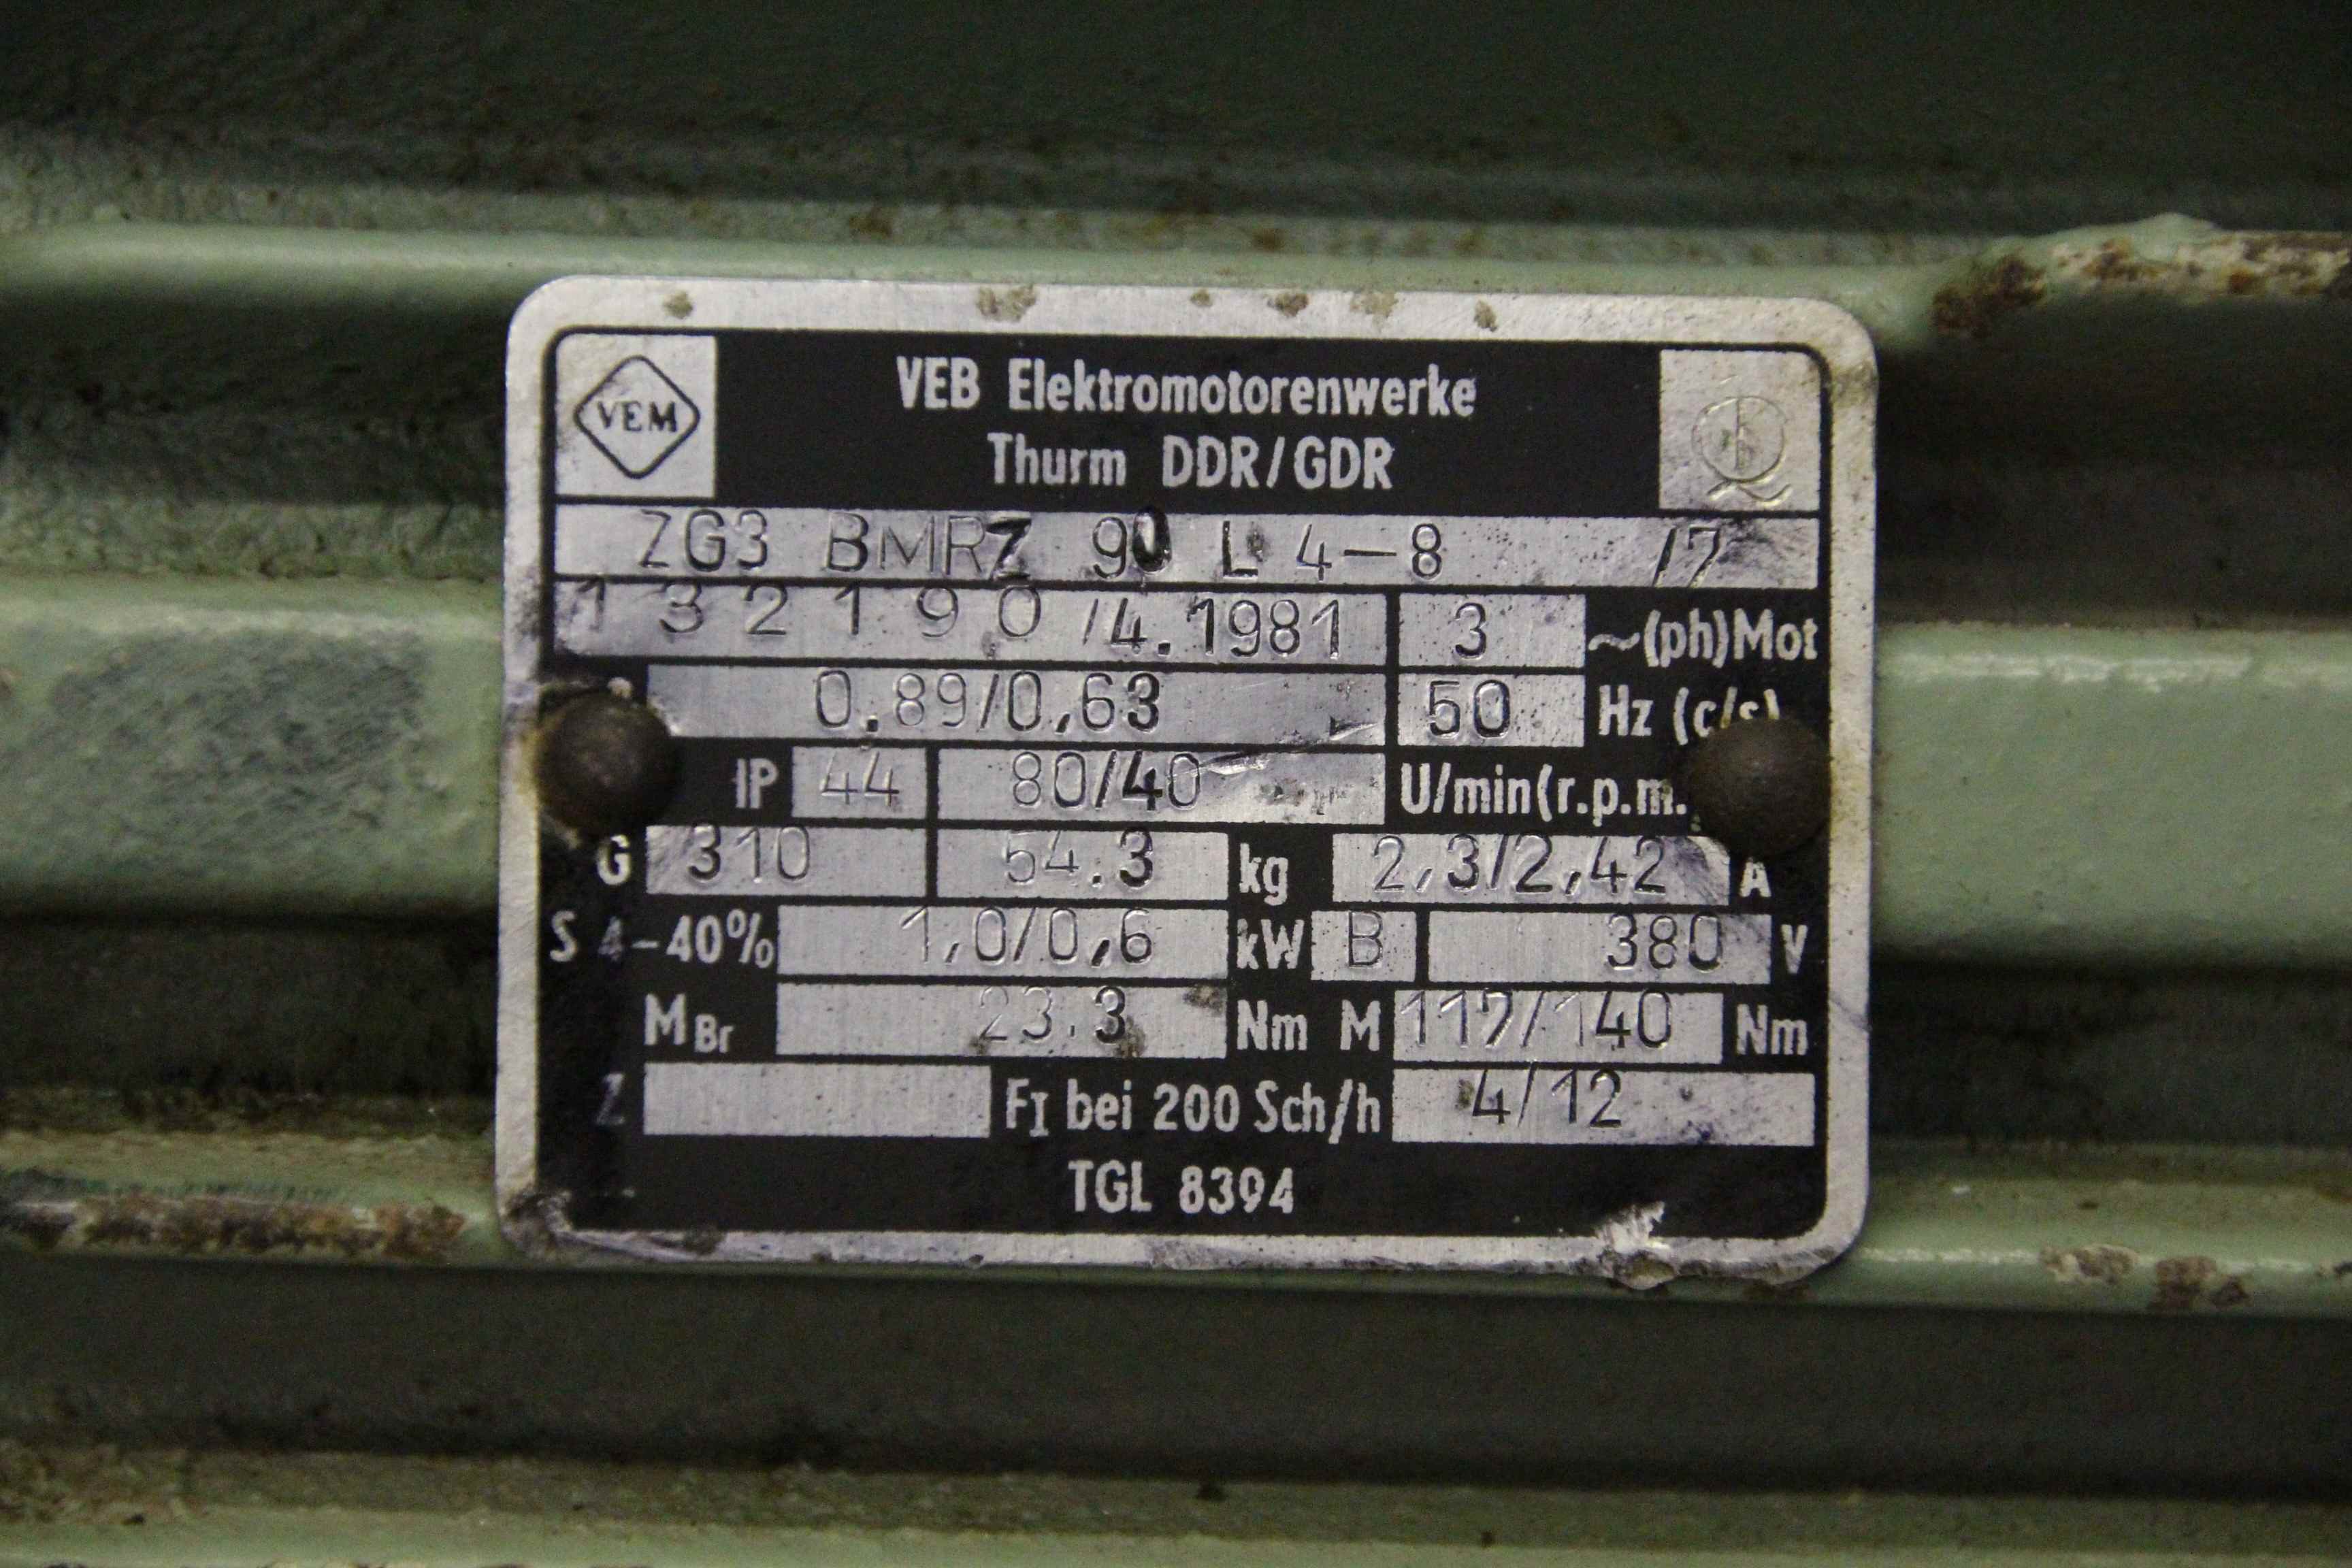 VEM
VEB Elektromotorenwerke
Thurm DDR/GDR
ZG3 BMRZ 90 L 4-8 /7
132190/4.1981 3 ~(ph)Mot
0.89/0,63 50 Hz (c/s)
IP 44 80/40 U/min(r.p.m.
G 310 54.3 kg 2,3/2,42 A
S 4-40% 1,0/0,6 kW B 380 V
MBr 23.3 Nm M 117/140 Nm
Z FI bei 200 Sch/h 4/12
TGL 8394